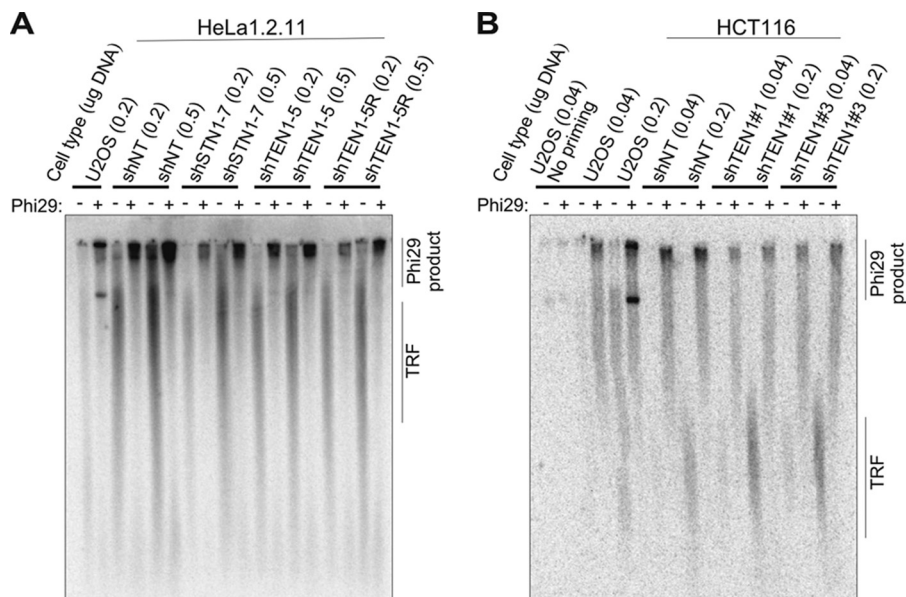 A
HeLa1.2.11
Cell type (ug DNA)
U2OS (0.2)
shNT (0.2)
shNT (0.5)
shSTN1-7 (0.2)
shSTN1-7 (0.5)
shTEN1-5 (0.2)
shTEN1-5 (0.5)
shTEN1-5R (0.2)
shTEN1-5R (0.5)
Phi29: - + - + - + - + - + - + - + - + - +
Phi29
product
TRF
B
HCT116
Cell type (ug DNA)
U2OS (0.04)
No priming
U2OS (0.04)
U2OS (0.2)
shNT (0.04)
shNT (0.2)
shTEN1#1 (0.04)
shTEN1#1 (0.2)
shTEN1#3 (0.04)
shTEN1#3 (0.2)
Phi29: - + - + - + - + - + - + - + - + - +
Phi29
product
TRF